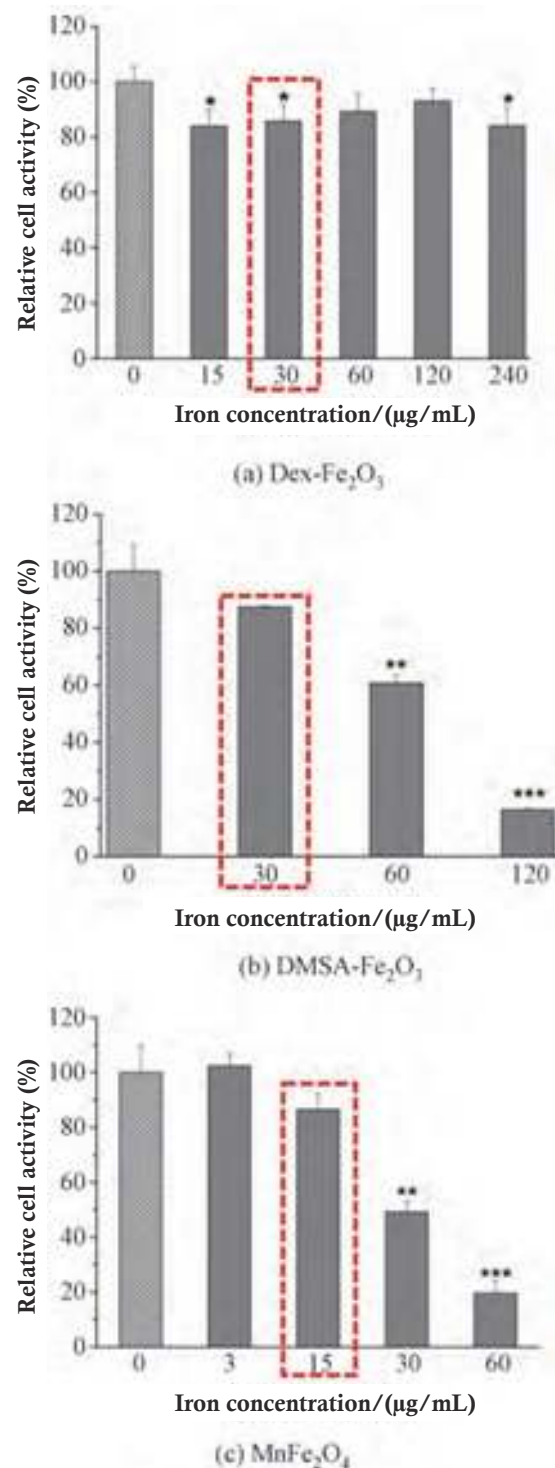 120
100
80
60
40
20
0
Relative cell activity (%)
*
*
*
0 15 30 60 120 240
Iron concentration/(μg/mL)
(a) Dex-Fe₂O₃
120
100
80
60
40
20
0
Relative cell activity (%)
**
***
0 30 60 120
Iron concentration/(μg/mL)
(b) DMSA-Fe₂O₃
120
100
80
60
40
20
0
Relative cell activity (%)
**
***
0 3 15 30 60
Iron concentration/(μg/mL)
(c) MnFe₂O₄